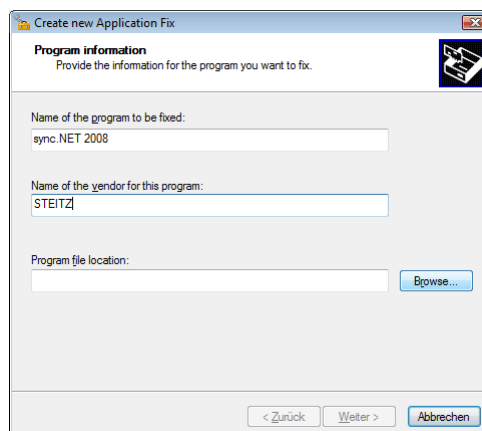 Create new Application Fix
Program information
Provide the information for the program you want to fix.
Name of the program to be fixed:
sync.NET 2008
Name of the vendor for this program:
STEITZ
Program file location:
Browse...
< Zurück
Weiter >
Abbrechen